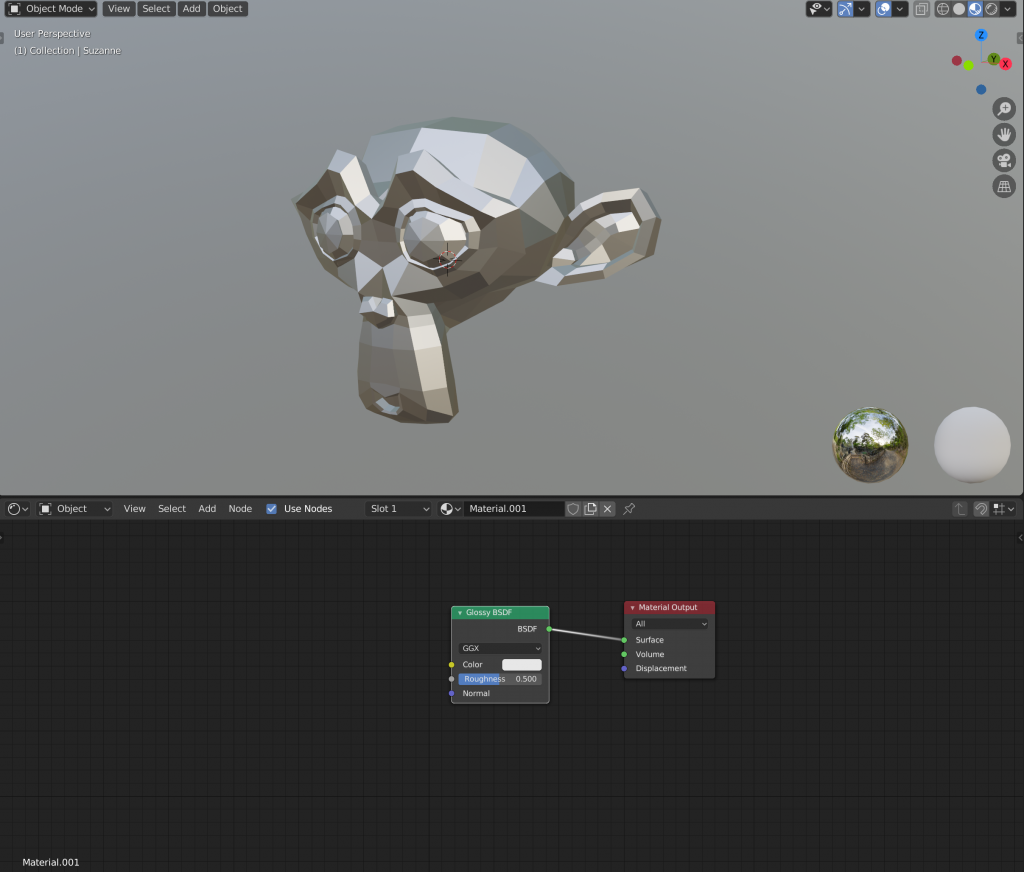 Object Mode View Select Add Object
User Perspective
(1) Collection | Suzanne
Z
Y X
Object View Select Add Node Use Nodes Slot 1 Material.001
Glossy BSDF
BSDF
GGX
Color
Roughness 0.500
Normal
Material Output
All
Surface
Volume
Displacement
Material.001